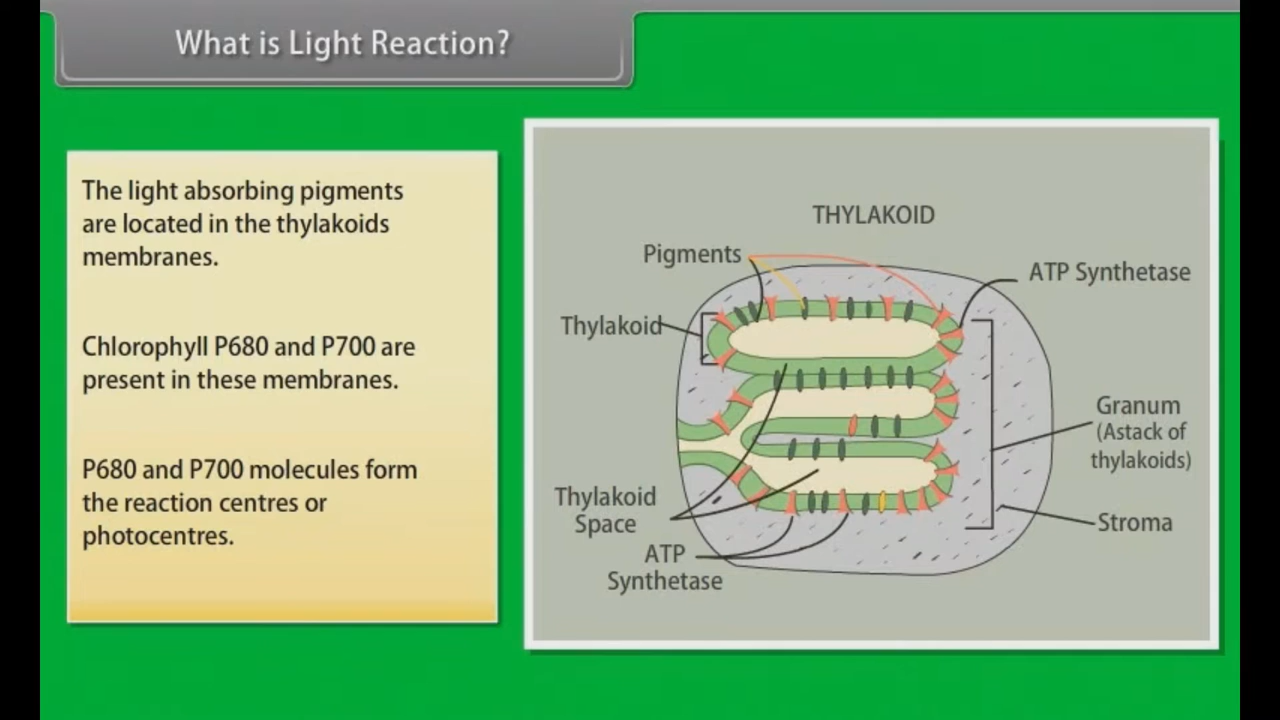 What is Light Reaction?
The light absorbing pigments
are located in the thylakoids
membranes.
Chlorophyll P680 and P700 are
present in these membranes.
P680 and P700 molecules form
the reaction centres or
photocentres.
THYLAKOID
Pigments
ATP Synthetase
Thylakoid
Granum
(Astack of
thylakoids)
Thylakoid
Space
Stroma
ATP
Synthetase